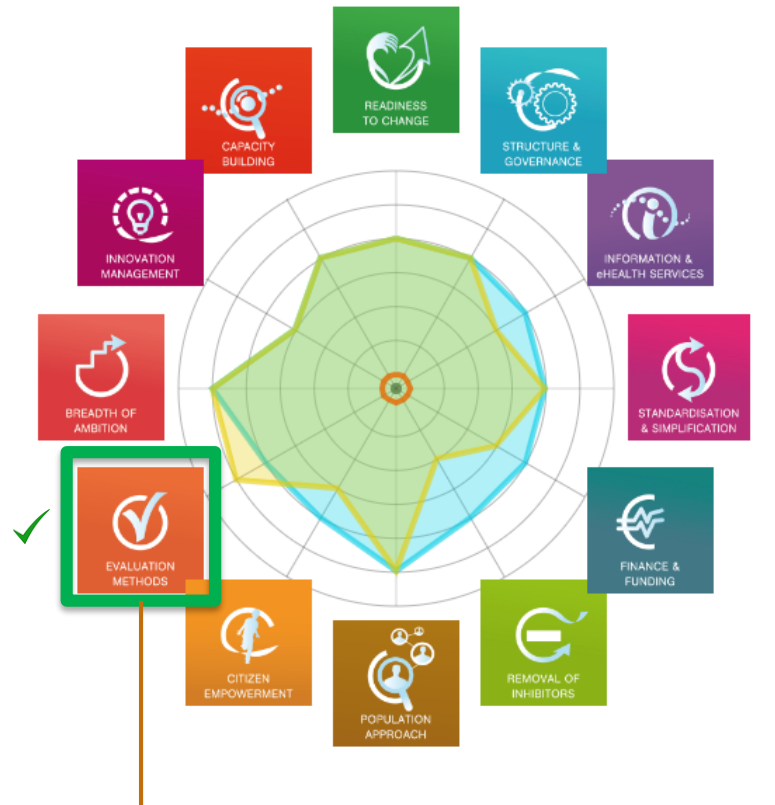 READINESS
TO CHANGE
STRUCTURE &
GOVERNANCE
INFORMATION &
eHEALTH SERVICES
STANDARDISATION
& SIMPLIFICATION
FINANCE &
FUNDING
REMOVAL OF
INHIBITORS
POPULATION
APPROACH
CITIZEN
EMPOWERMENT
EVALUATION
METHODS
BREADTH OF
AMBITION
INNOVATION
MANAGEMENT
CAPACITY
BUILDING